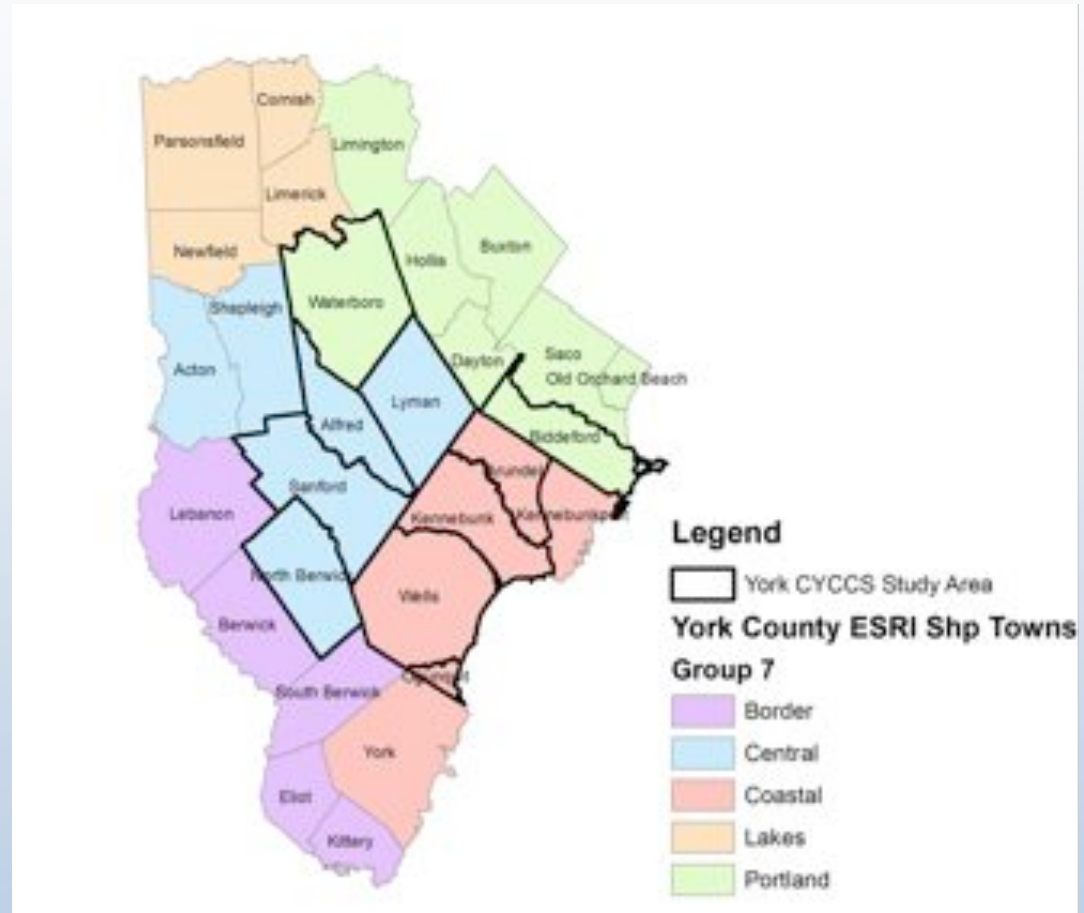 Cornish
Parsonsfield
Limington
Limerick
Newfield
Buxton
Hollis
Shapleigh
Waterboro
Saco
Dayton
Acton
Old Orchard Beach
Lyman
Alfred
Biddeford
Arundel
Sanford
Lebanon
Kennebunk
Kennebunkp
North Berwic
Wells
Berwick
South Berwick
York
Eliot
Kittery
Legend
York CYCCS Study Area
York County ESRI Shp Towns
Group 7
Border
Central
Coastal
Lakes
Portland